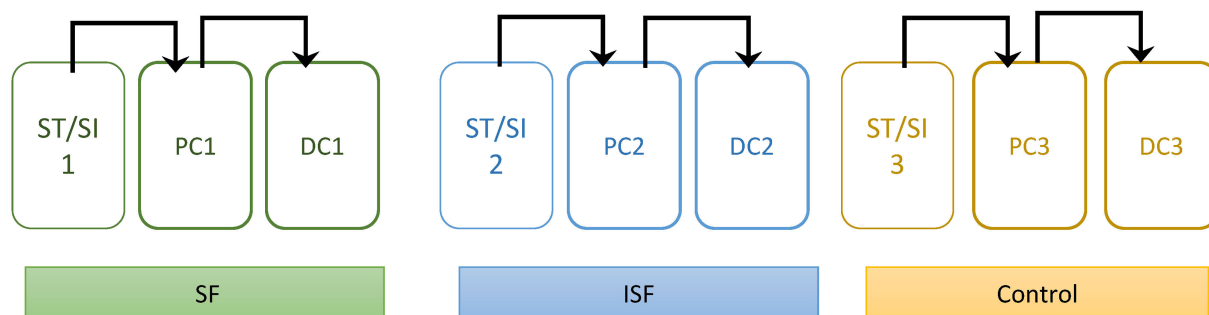 ST/SI
1
PC1
DC1
ST/SI
2
PC2
DC2
ST/SI
3
PC3
DC3
SF
ISF
Control